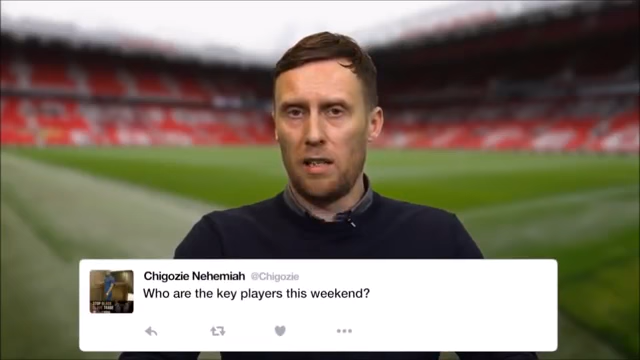 Chigozie Nehemiah @Chigozie
Who are the key players this weekend?